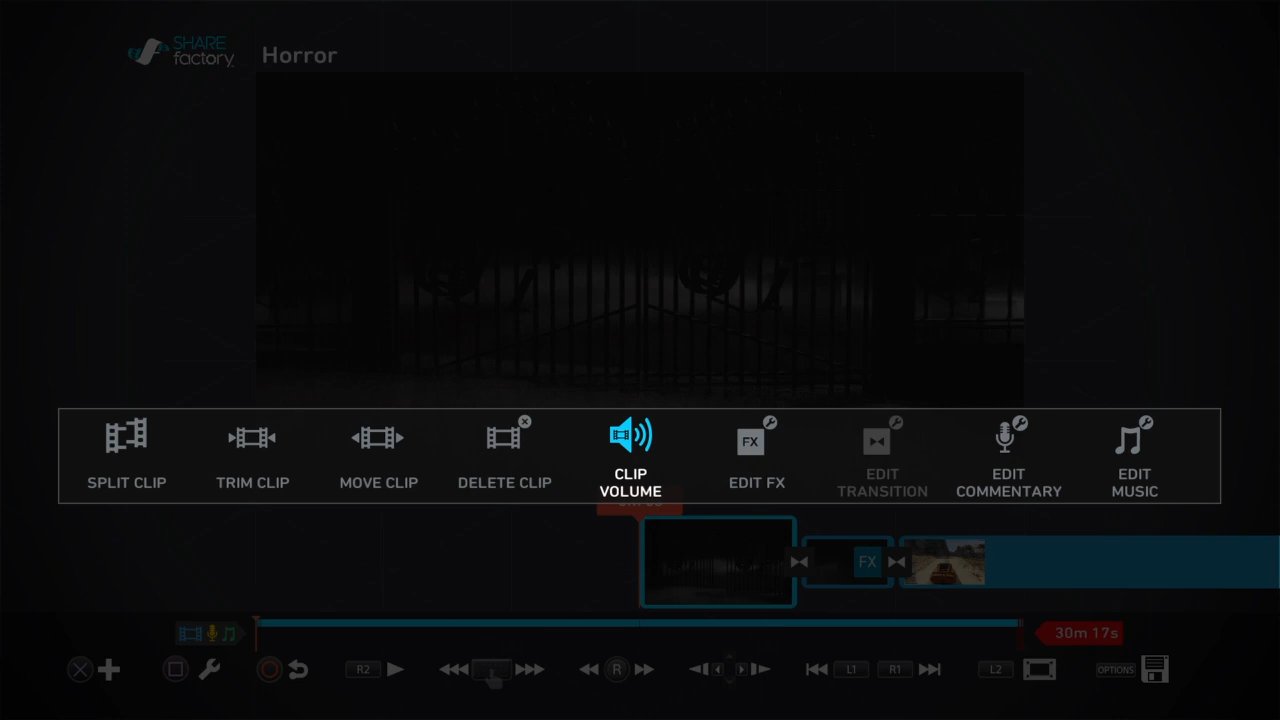 SHARE
factory™
Horror
SPLIT CLIP
TRIM CLIP
MOVE CLIP
DELETE CLIP
CLIP
VOLUME
FX
EDIT FX
EDIT
TRANSITION
EDIT
COMMENTARY
EDIT
MUSIC
FX
30m 17s
R2
R
L1
R1
L2
OPTIONS